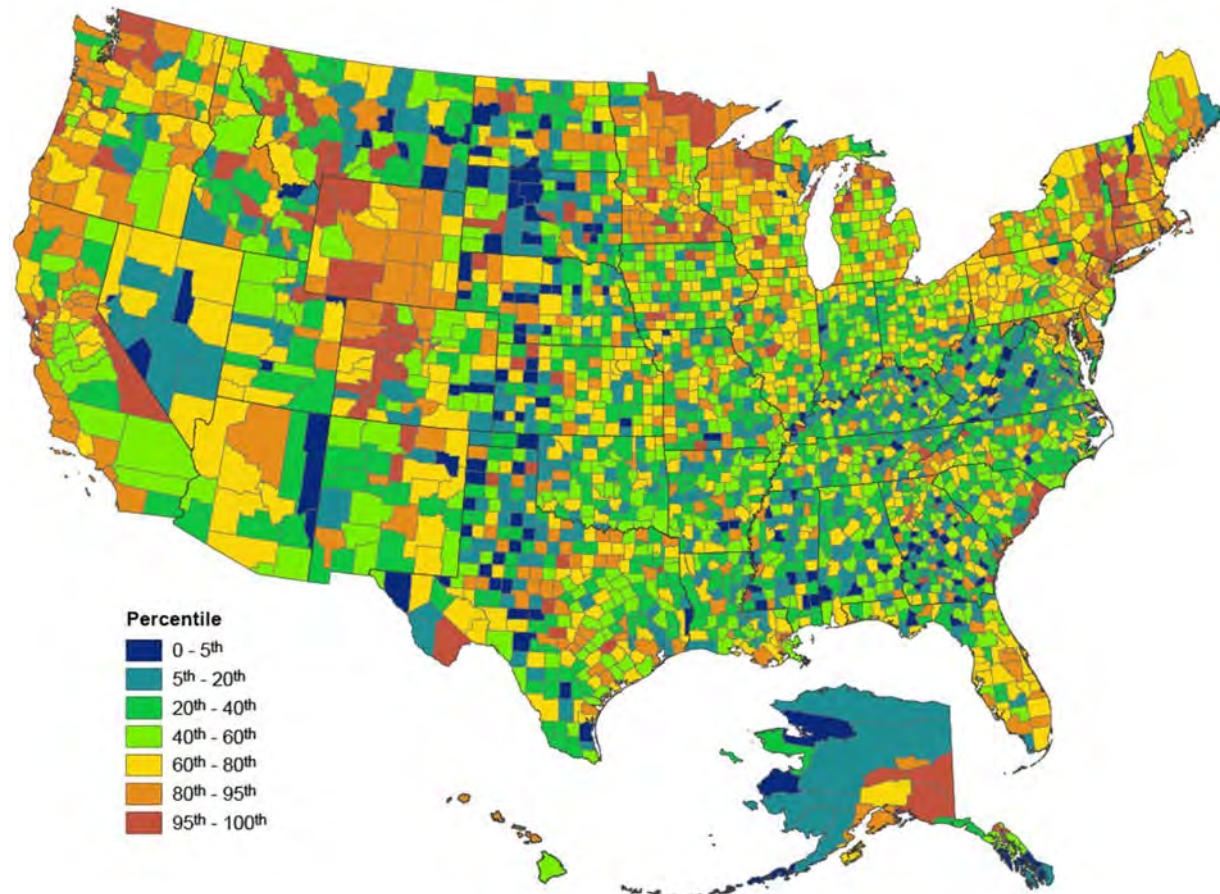 Percentile
0 - 5th
5th - 20th
20th - 40th
40th - 60th
60th - 80th
80th - 95th
95th - 100th